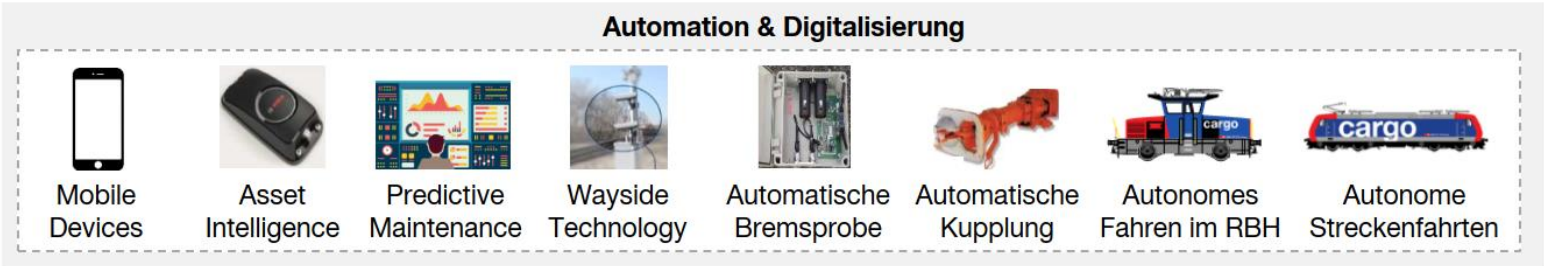 Automation & Digitalisierung
cargo
cargo
Mobile
Devices
Asset
Intelligence
Predictive
Maintenance
Wayside
Technology
Automatische
Bremsprobe
Automatische
Kupplung
Autonomes
Fahren im RBH
Autonome
Streckenfahrten